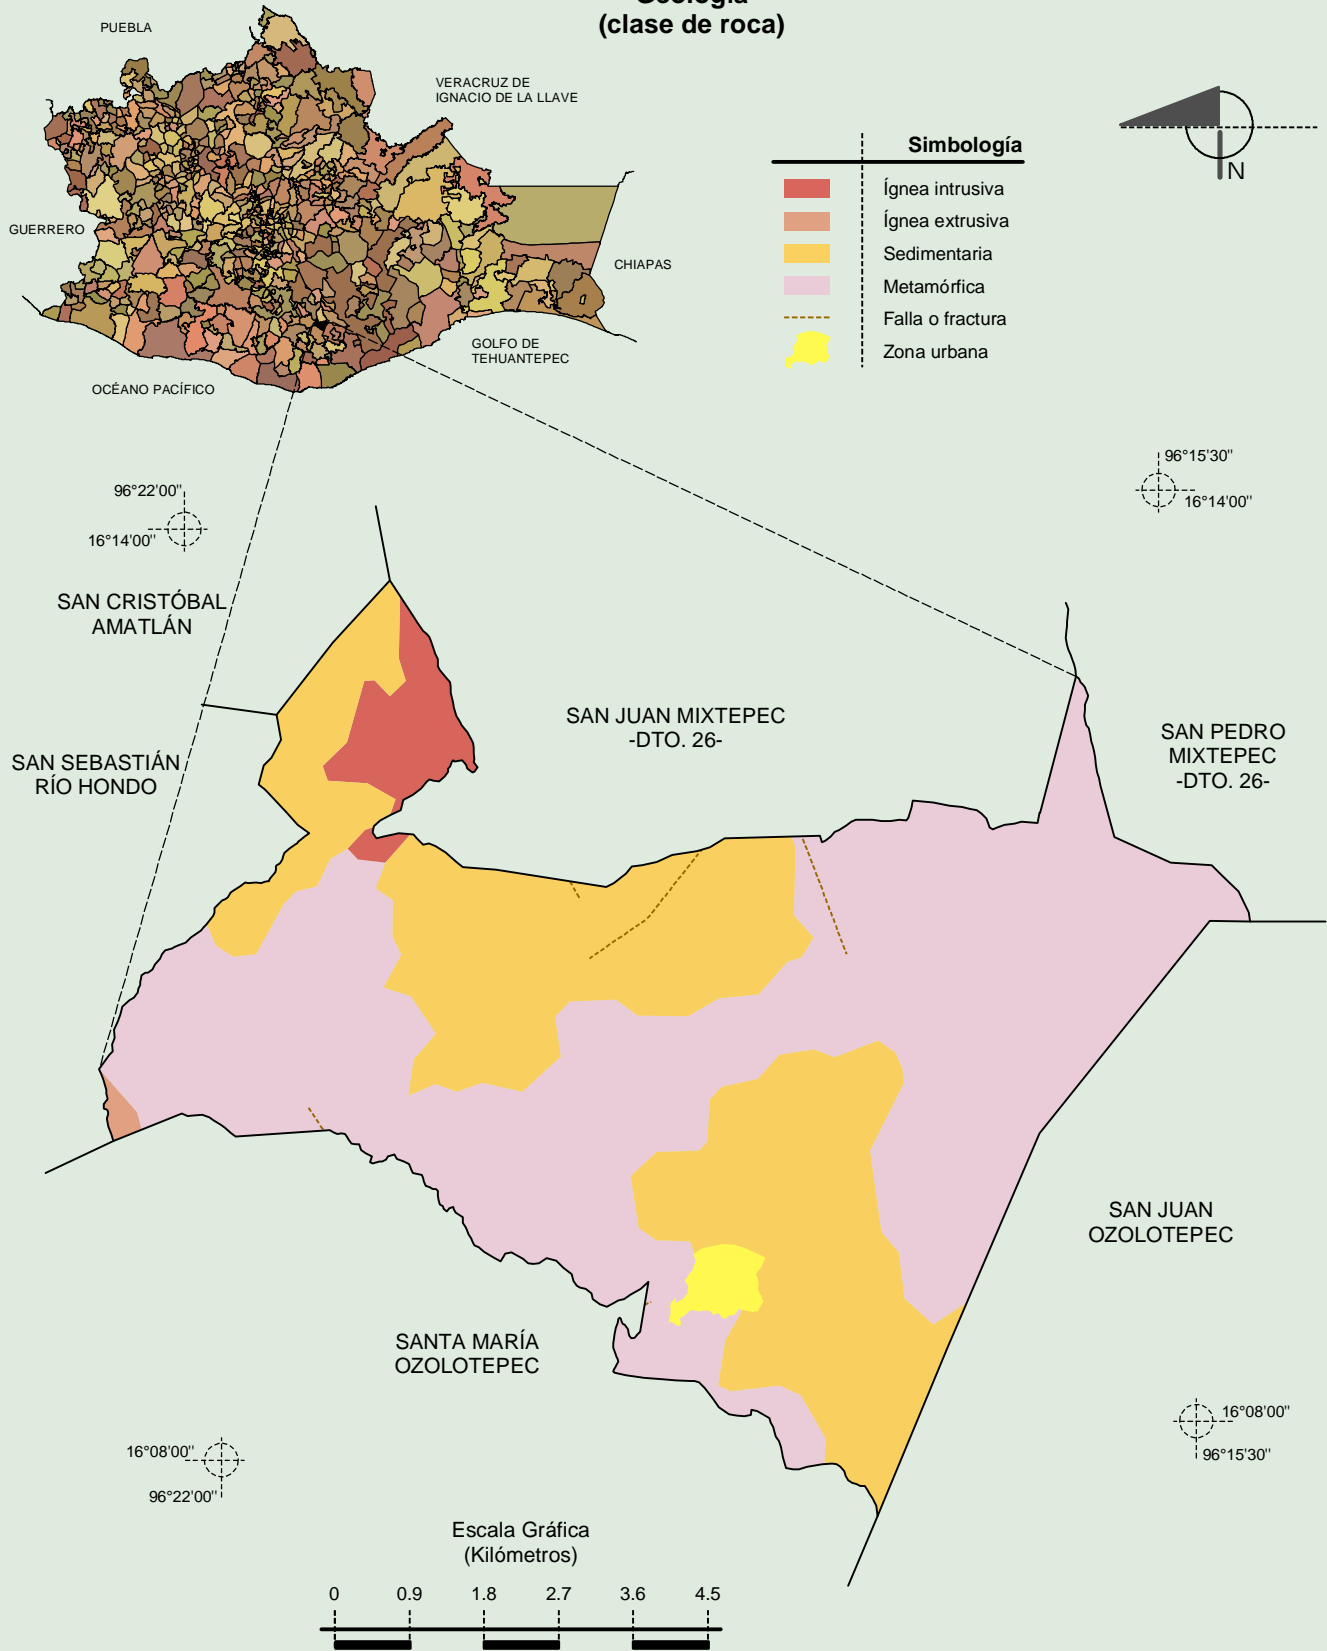 Geología
(clase de roca)
PUEBLA
VERACRUZ DE
IGNACIO DE LA LLAVE
GUERRERO
CHIAPAS
GOLFO DE
TEHUANTEPEC
OCÉANO PACÍFICO
Simbología
Ígnea intrusiva
Ígnea extrusiva
Sedimentaria
Metamórfica
Falla o fractura
Zona urbana
N
96°22'00"
16°14'00"
96°15'30"
16°14'00"
SAN CRISTÓBAL
AMATLÁN
SAN SEBASTIÁN
RÍO HONDO
SAN JUAN MIXTEPEC
-DTO. 26-
SAN PEDRO
MIXTEPEC
-DTO. 26-
SAN JUAN
OZOLOTEPEC
SANTA MARÍA
OZOLOTEPEC
16°08'00"
96°22'00"
16°08'00"
96°15'30"
Escala Gráfica
(Kilómetros)
0 0.9 1.8 2.7 3.6 4.5